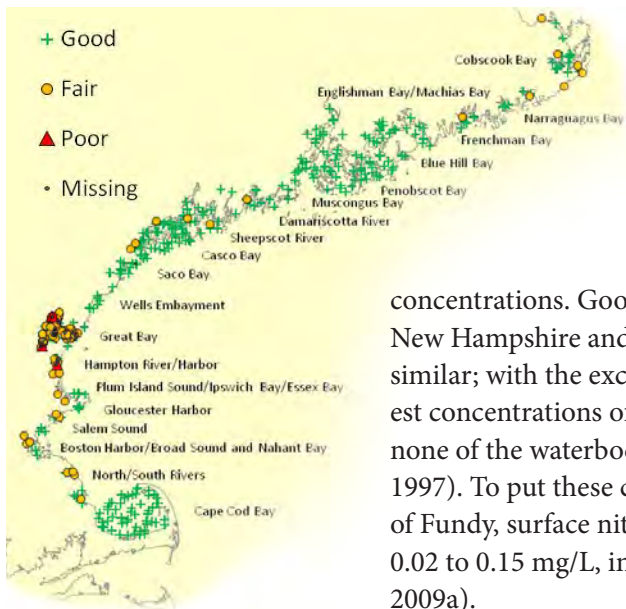 Good
Fair
Poor
Missing
Cobscook Bay
Englishman Bay/Machias Bay
Narraguagus Bay
Frenchman Bay
Blue Hill Bay
Penobscot Bay
Muscongus Bay
Damariscotta River
Sheepscot River
Casco Bay
Saco Bay
Wells Embayment
Great Bay
Hampton River/Harbor
Plum Island Sound/Ipswich Bay/Essex Bay
Gloucester Harbor
Salem Sound
Boston Harbor/Broad Sound and Nahant Bay
North/South Rivers
Cape Cod Bay
concentrations. Goo
New Hampshire and
similar; with the exc
est concentrations o
none of the waterbo
1997). To put these c
of Fundy, surface nit
0.02 to 0.15 mg/L, in
2009a).